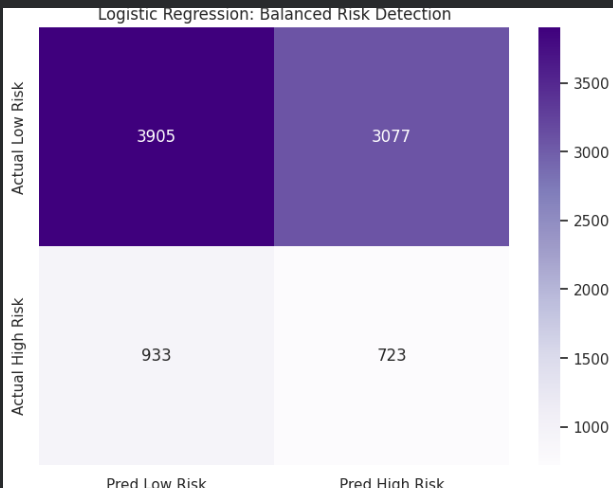 Logistic Regression: Balanced Risk Detection
Actual Low Risk
3905 3077
Actual High Risk
933 723
Pred Low Risk Pred High Risk
3500
3000
2500
2000
1500
1000